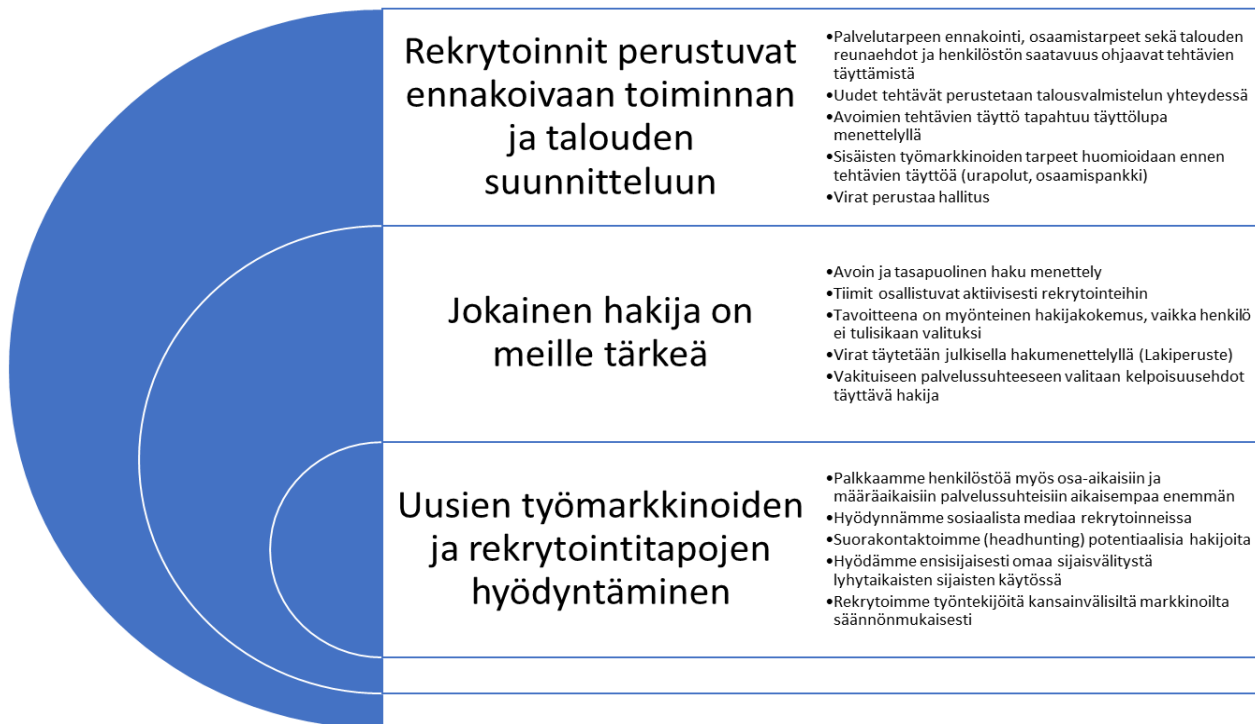 Rekrytoinnit perustuvat
ennakoivaan toiminnan
ja talouden
suunnitteluun
•Palvelutarpeen ennakointi, osaamistarpeet sekä talouden
reunaehdot ja henkilöstön saatavuus ohjaavat tehtävien
täyttämistä
•Uudet tehtävät perustetaan talousvalmistelun yhteydessä
•Avoimien tehtävien täyttö tapahtuu täyttölupa
menettelyllä
•Sisäisten työmarkkinoiden tarpeet huomioidaan ennen
tehtävien täyttöä (urapolut, osaamispankki)
•Virat perustaa hallitus
Jokainen hakija on
meille tärkeä
•Avoin ja tasapuolinen haku menettely
•Tiimit osallistuvat aktiivisesti rekrytointeihin
•Tavoitteena on myönteinen hakijakokemus, vaikka henkilö
ei tulisikaan valituksi
•Virat täytetään julkisella hakumenettelyllä (Lakiperuste)
•Vakituiseen palvelussuhteeseen valitaan kelpoisuusehdot
täyttävä hakija
Uusien työmarkkinoiden
ja rekrytointitapojen
hyödyntäminen
•Palkkaamme henkilöstöä myös osa-aikaisiin ja
määräaikaisiin palvelussuhteisiin aikaisempaa enemmän
•Hyödynnämme sosiaalista mediaa rekrytoinneissa
•Suorakontaktoimme (headhunting) potentiaalisia hakijoita
•Hyödämme ensisijaisesti omaa sijaisvälitystä
lyhytaikaisten sijaisten käytössä
•Rekrytoimme työntekijöitä kansainvälisiltä markkinoilta
säännönmukaisesti